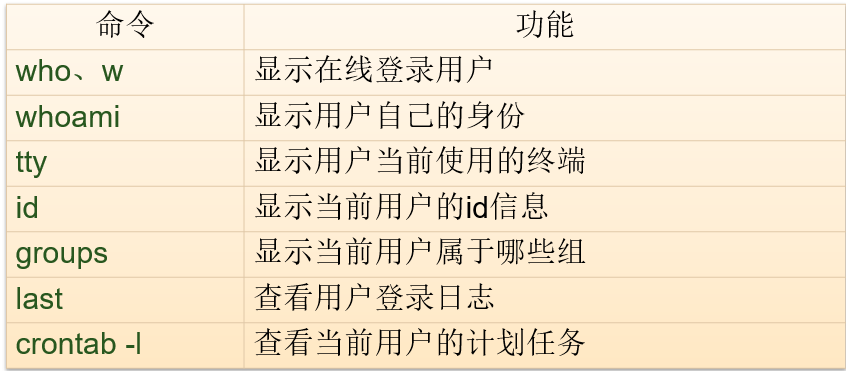 命令 功能
who、w 显示在线登录用户
whoami 显示用户自己的身份
tty 显示用户当前使用的终端
id 显示当前用户的id信息
groups 显示当前用户属于哪些组
last 查看用户登录日志
crontab -l 查看当前用户的计划任务